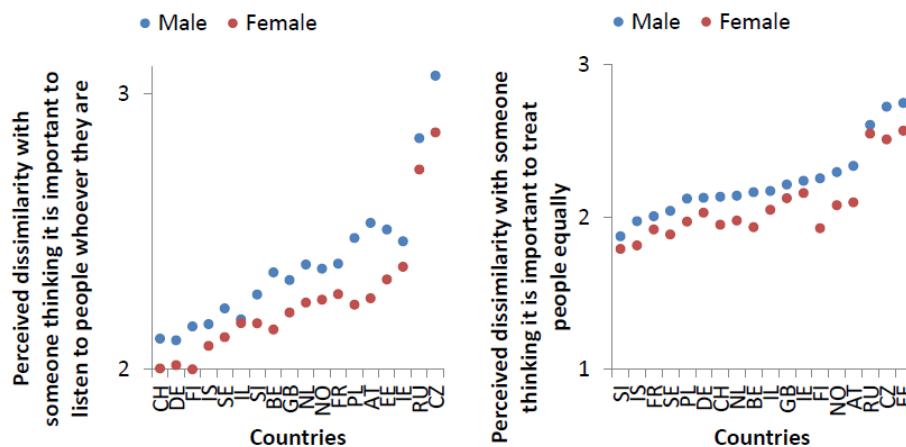 Male Female
Perceived dissimilarity with
someone thinking it is important to
listen to people whoever they are
3
2
CH DE FI IS SE IL SI BE GB NL NO FR PL AT EE IE RU CZ
Countries
Male Female
Perceived dissimilarity with someone
thinking it is important to treat
people equally
3
2
1
SI IS FR SE PL DE CH NL BE IL GB IE FI NO AT RU CZ EE
Countries